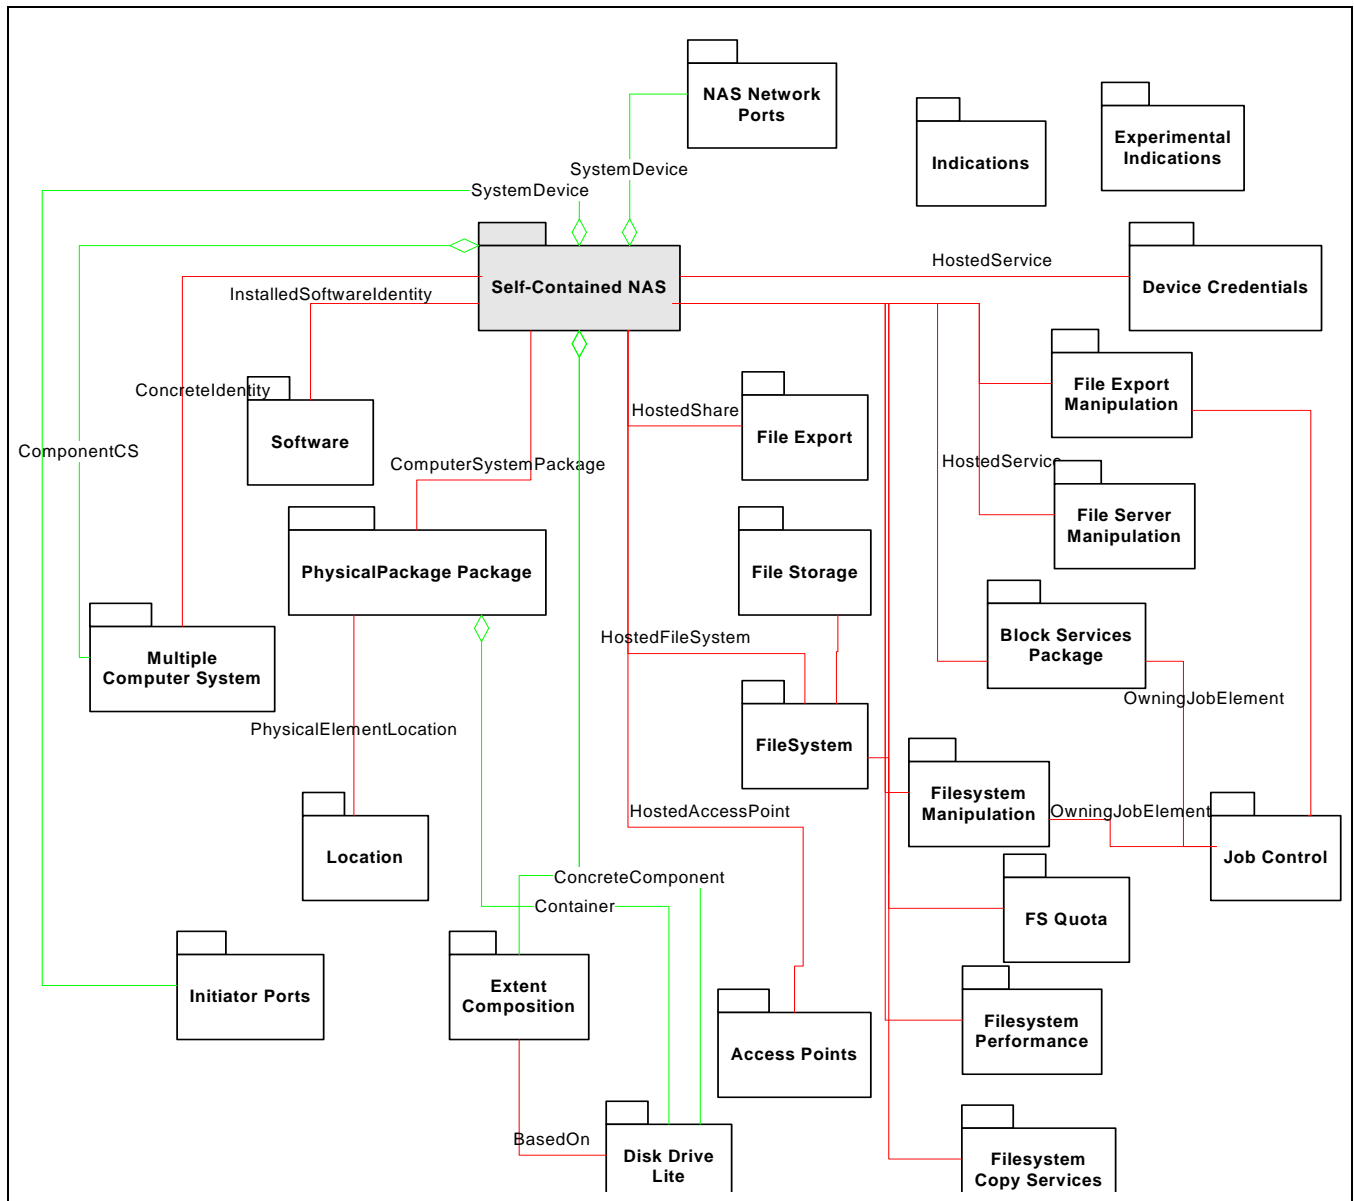 NAS Network
Ports
Indications
Experimental
Indications
SystemDevice
SystemDevice
Self-Contained NAS
HostedService
Device Credentials
InstalledSoftwareIdentity
ConcreteIdentity
ComponentCS
Software
HostedShare
File Export
File Export
Manipulation
ComputerSystemPackage
HostedService
File Server
Manipulation
PhysicalPackage Package
File Storage
Multiple
Computer System
HostedFileSystem
Block Services
Package
OwningJobElement
PhysicalElementLocation
FileSystem
Filesystem
Manipulation
OwningJobElement
Job Control
HostedAccessPoint
Location
ConcreteComponent
Container
FS Quota
Initiator Ports
Extent
Composition
Access Points
Filesystem
Performance
BasedOn
Disk Drive
Lite
Filesystem
Copy Services